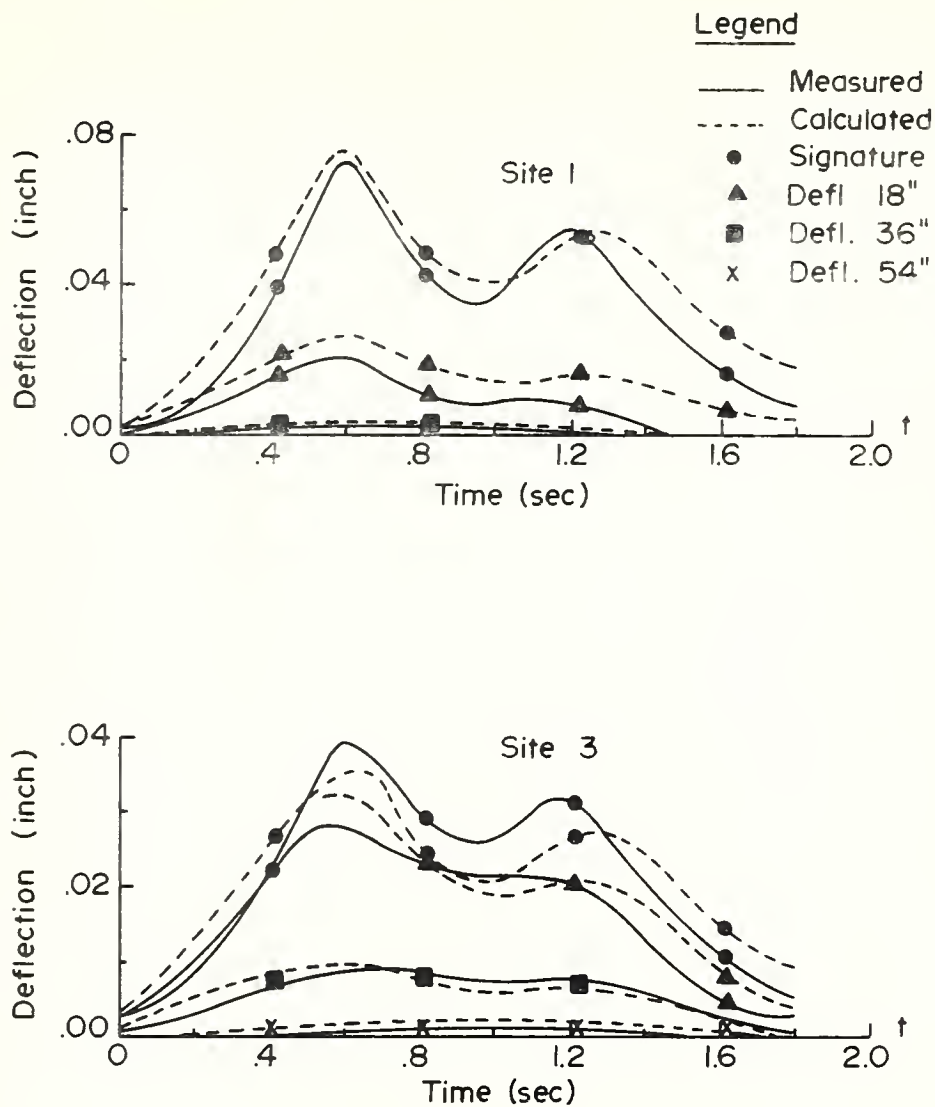 Legend
Measured
Calculated
Signature
Defl 18"
Defl. 36"
Defl. 54"
Site 1
Deflection (inch)
.08
.04
.00
0 .4 .8 1.2 1.6 2.0 t
Time (sec)
Site 3
Deflection (inch)
.04
.02
.00
0 .4 .8 1.2 1.6 2.0 t
Time (sec)